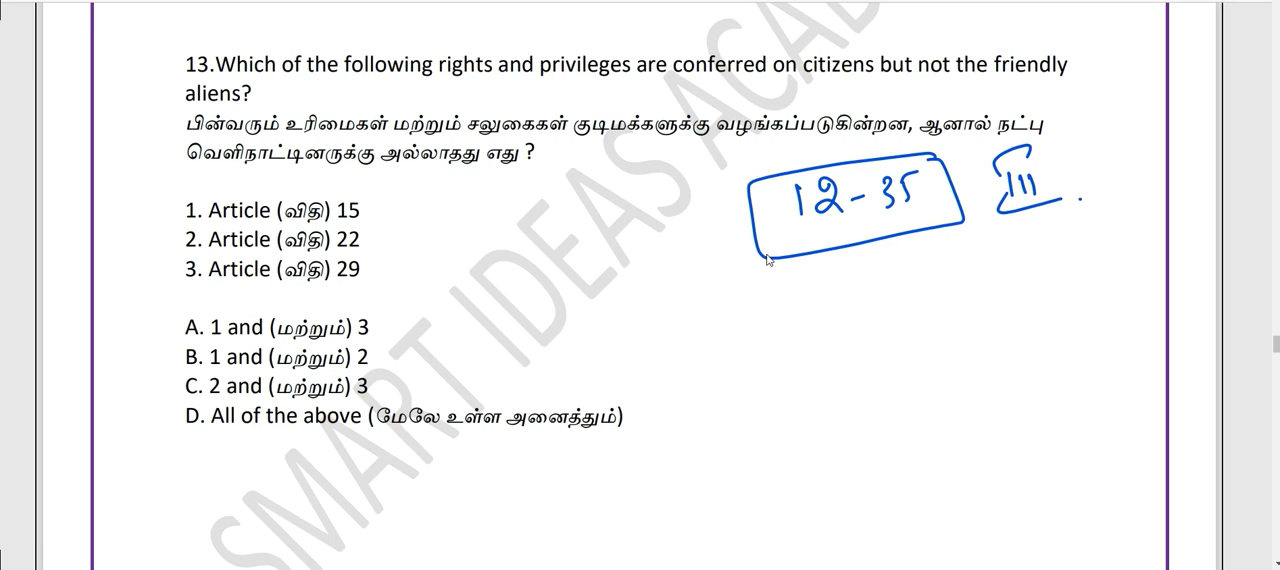 13.Which of the following rights and privileges are conferred on citizens but not the friendly
aliens?
பின்வரும் உரிமைகள் மற்றும் சலுகைகள் குடிமக்களுக்கு வழங்கப்படுகின்றன, ஆனால் நட்பு
வெளிநாட்டினருக்கு அல்லாதது எது ?
12-35 III
1. Article (விதி) 15
2. Article (விதி) 22
3. Article (விதி) 29
A. 1 and (மற்றும்) 3
B. 1 and (மற்றும்) 2
C. 2 and (மற்றும்) 3
D. All of the above (மேலே உள்ள அனைத்தும்)
SMART IDEAS ACAD